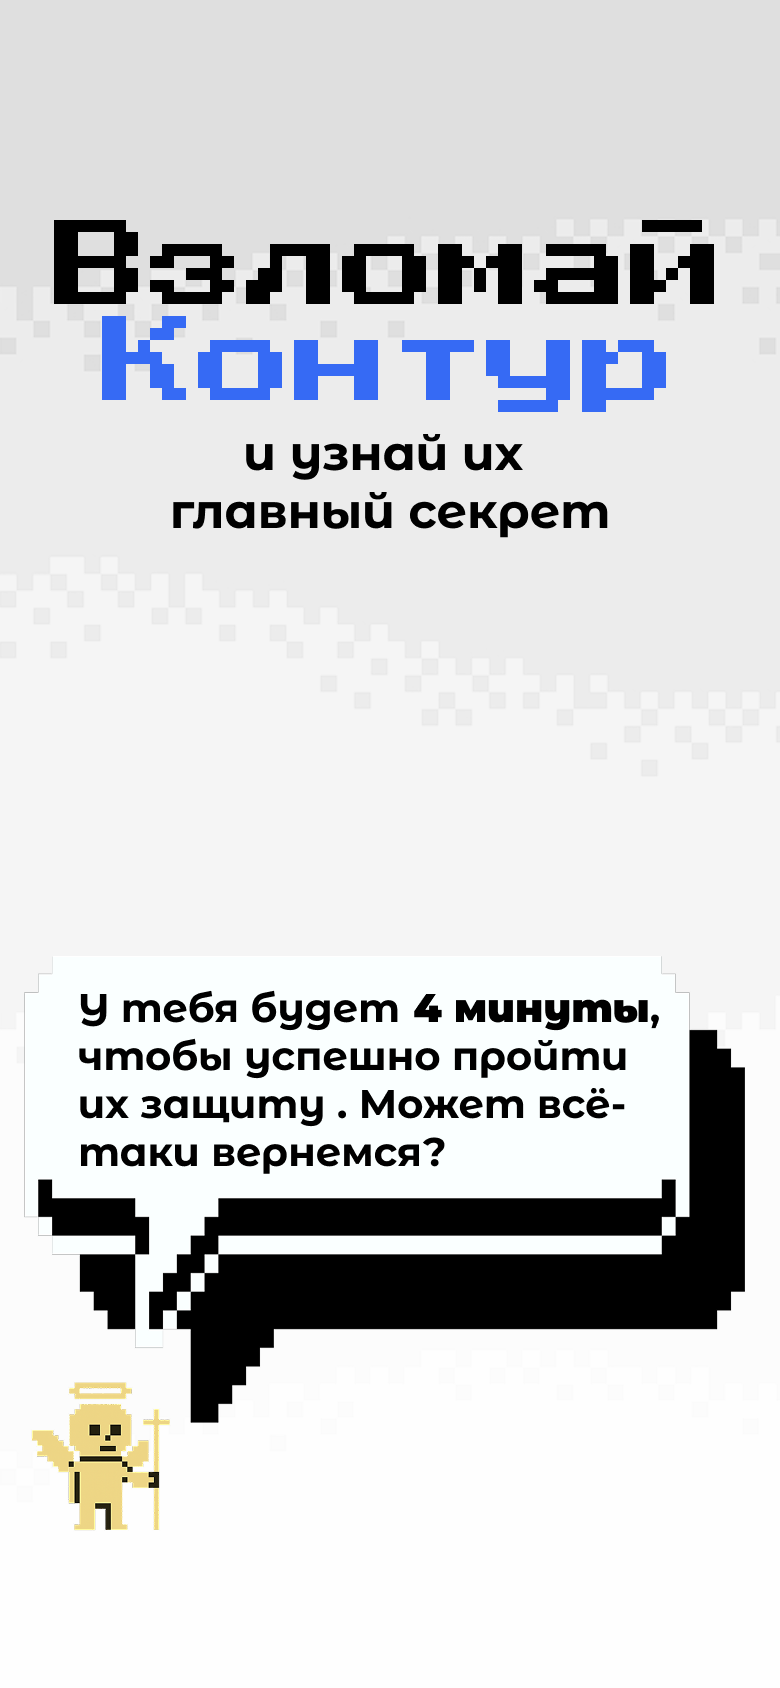 Взломай
Контур
и узнай их
главный секрет
У тебя будет 4 минуты,
чтобы успешно пройти
их защиту . Может всё-
таки вернемся?